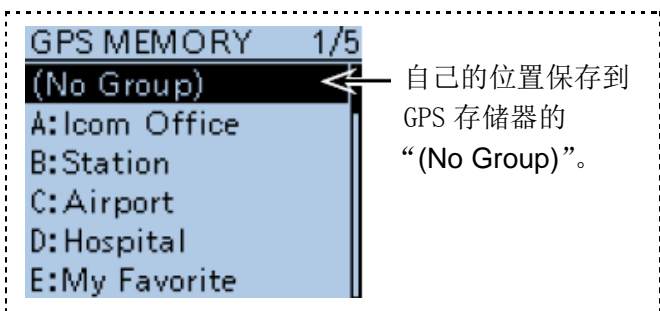 GPS MEMORY 1/5
(No Group)
A:Icom Office
B:Station
C:Airport
D:Hospital
E:My Favorite
自己的位置保存到
GPS 存储器的
“(No Group)”。